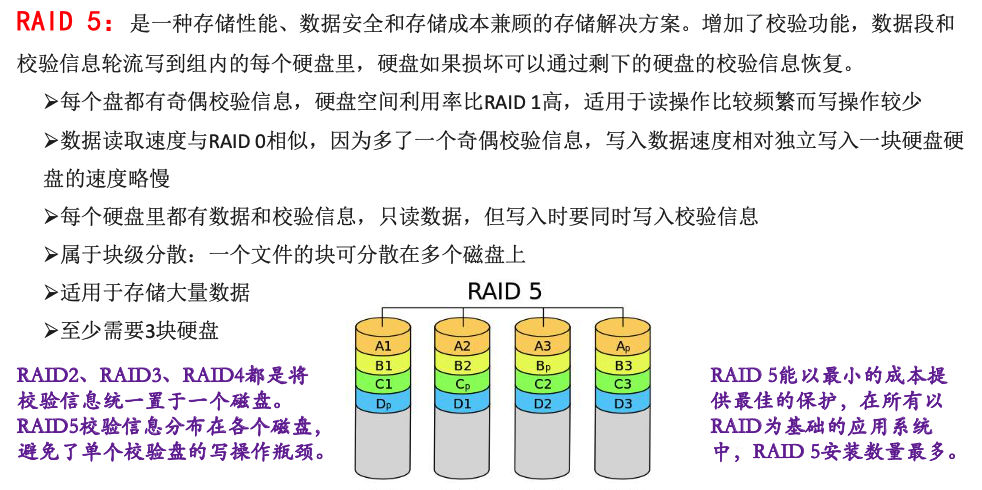 RAID 5：是一种存储性能、数据安全和存储成本兼顾的存储解决方案。增加了校验功能，数据段和
校验信息轮流写到组内的每个硬盘里，硬盘如果损坏可以通过剩下的硬盘的校验信息恢复。
➢每个盘都有奇偶校验信息，硬盘空间利用率比RAID 1高，适用于读操作比较频繁而写操作较少
➢数据读取速度与RAID 0相似，因为多了一个奇偶校验信息，写入数据速度相对独立写入一块硬盘硬
盘的速度略慢
➢每个硬盘里都有数据和校验信息，只读数据，但写入时要同时写入校验信息
➢属于块级分散：一个文件的块可分散在多个磁盘上
➢适用于存储大量数据
➢至少需要3块硬盘
RAID 5
A1 A2 A3 Ap
B1 B2 Bp B3
C1 Cp C2 C3
Dp D1 D2 D3
RAID2、RAID3、RAID4都是将
校验信息统一置于一个磁盘。
RAID5校验信息分布在各个磁盘，
避免了单个校验盘的写操作瓶颈。
RAID 5能以最小的成本提
供最佳的保护，在所有以
RAID为基础的应用系统
中，RAID 5安装数量最多。